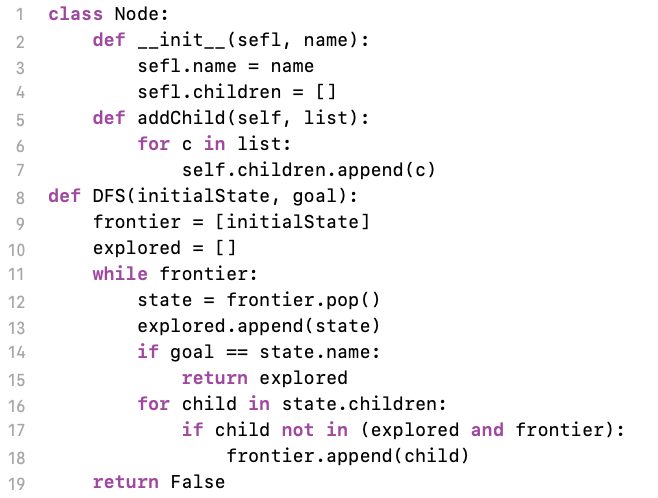 1 class Node:
2     def __init__(sefl, name):
3         sefl.name = name
4         sefl.children = []
5     def addChild(self, list):
6         for c in list:
7             self.children.append(c)
8 def DFS(initialState, goal):
9     frontier = [initialState]
10     explored = []
11     while frontier:
12         state = frontier.pop()
13         explored.append(state)
14         if goal == state.name:
15             return explored
16         for child in state.children:
17             if child not in (explored and frontier):
18                 frontier.append(child)
19     return False